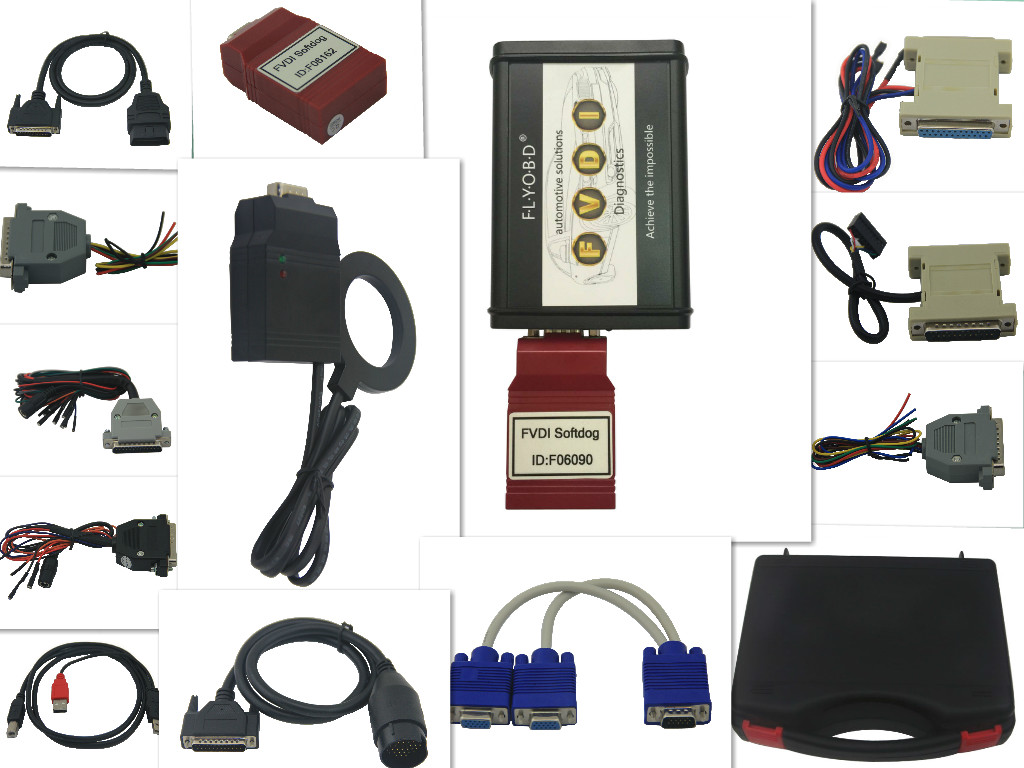 FVDI Softdog
ID:F06162
F·L·Y·O·B·D®
automotive solutions
FVDI
Diagnostics
Achieve the impossible
FVDI Softdog
ID:F06090